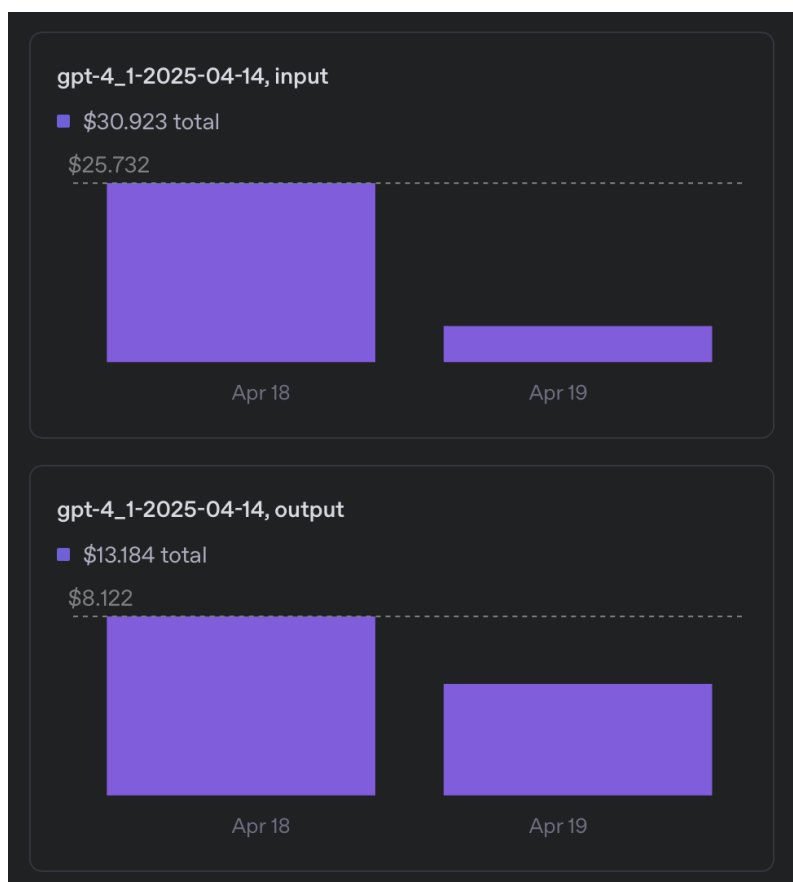 gpt-4_1-2025-04-14, input
$30.923 total
$25.732
Apr 18 Apr 19
gpt-4_1-2025-04-14, output
$13.184 total
$8.122
Apr 18 Apr 19